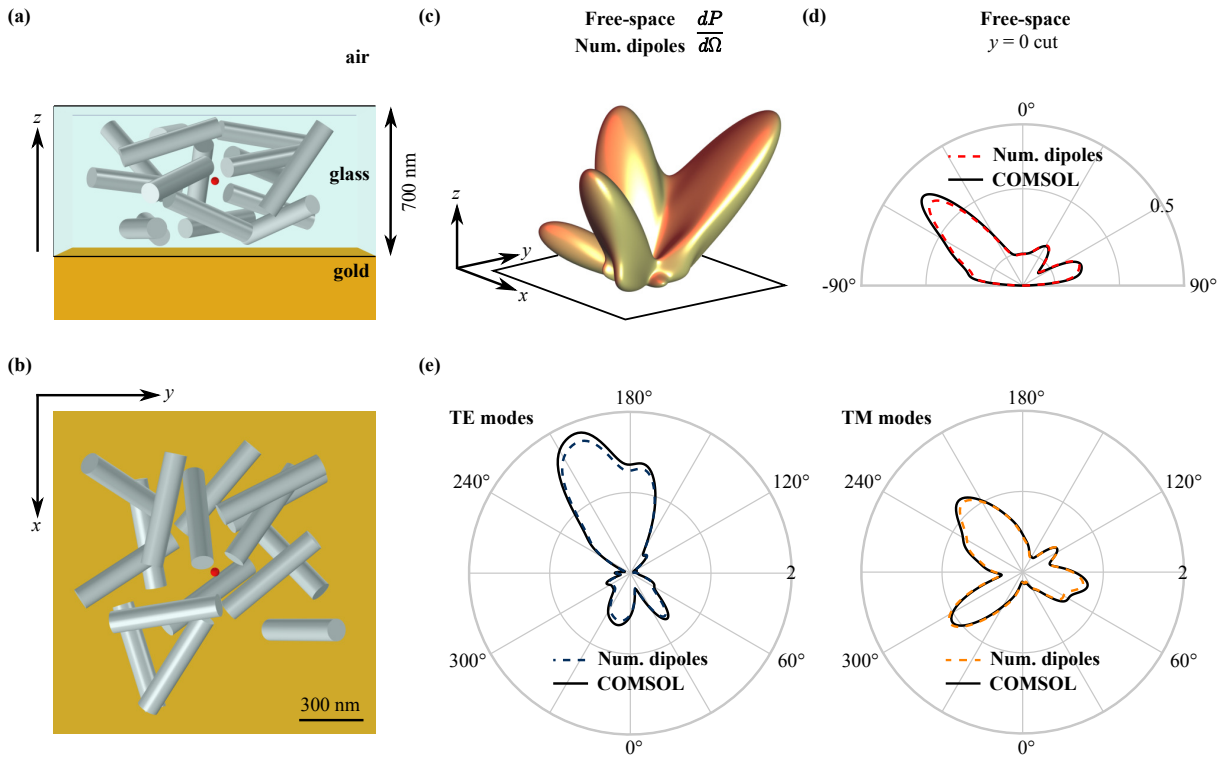 (a)
air
z
glass
700 nm
gold
(b)
y
x
300 nm
(c)
Free-space dP
Num. dipoles dΩ
z
y
x
(d)
Free-space
y = 0 cut
0°
Num. dipoles
COMSOL
0.5
-90°
90°
(e)
TE modes
180°
240°
120°
2
300°
60°
Num. dipoles
COMSOL
0°
TM modes
180°
240°
120°
2
300°
60°
Num. dipoles
COMSOL
0°